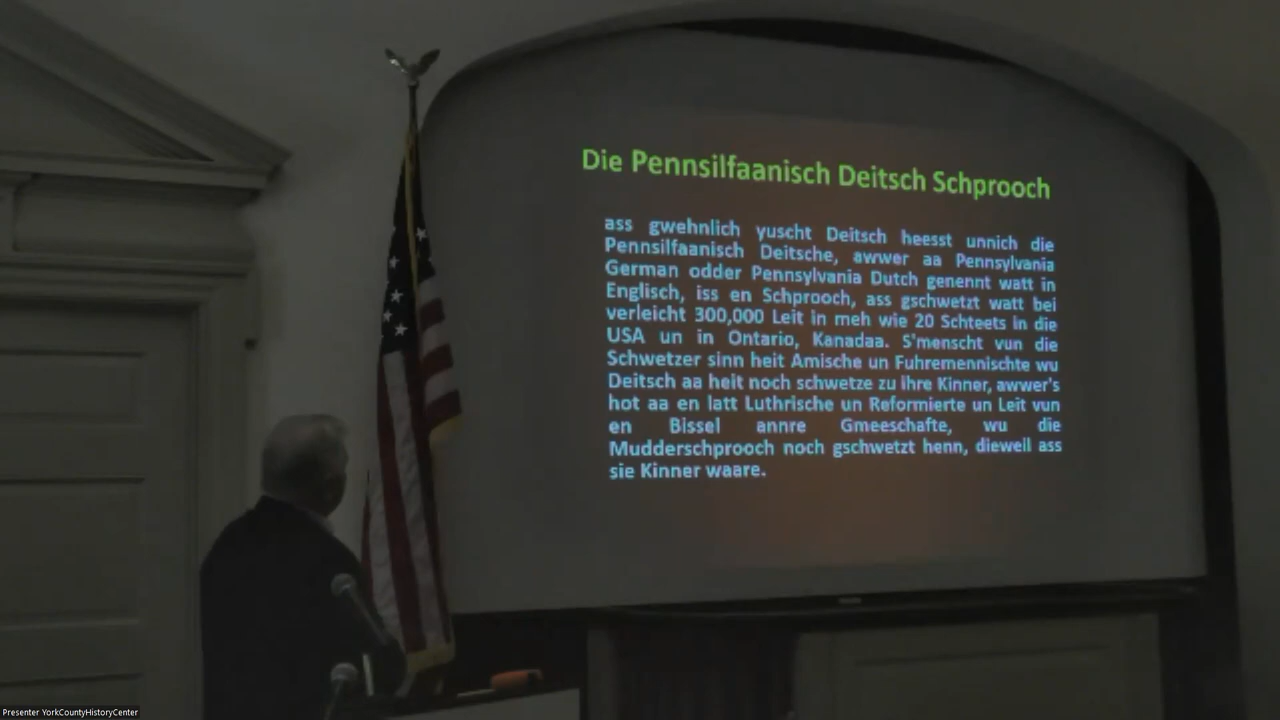 Die Pennsilfaanisch Deitsch Schprooch
ass gwehnlich yuscht Deitsch heesst unnich die
Pennsilfaanisch Deitsche, awwer aa Pennsylvania
German odder Pennsylvania Dutch genennt watt in
Englisch, iss en Schprooch, ass gschwetzt watt bei
verleicht 300,000 Leit in meh wie 20 Schteets in die
USA un in Ontario, Kanadaa. S'menscht vun die
Schwetzer sinn heit Amische un Fuhremennischte wu
Deitsch aa heit noch schwetze zu ihre Kinner, awwer's
hot aa en latt Luthrische un Reformierte un Leit vun
en Bissel annre Gmeeschafte, wu die
Mudderschprooch noch gschwetzt henn, diewell ass
sie Kinner waare.
Presenter YorkCountyHistoryCenter